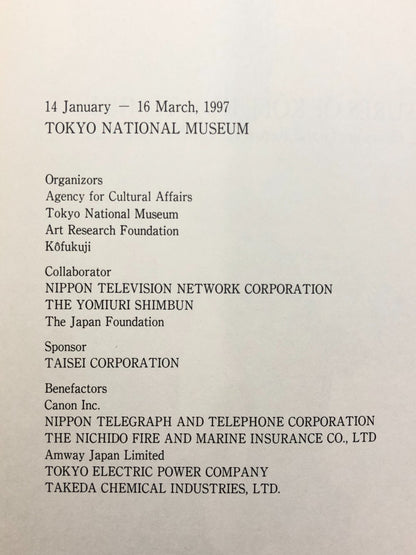 14 January — 16 March, 1997
TOKYO NATIONAL MUSEUM
Organizors
Agency for Cultural Affairs
Tokyo National Museum
Art Research Foundation
Kôfukuji
Collaborator
NIPPON TELEVISION NETWORK CORPORATION
THE YOMIURI SHIMBUN
The Japan Foundation
Sponsor
TAISEI CORPORATION
Benefactors
Canon Inc.
NIPPON TELEGRAPH AND TELEPHONE CORPORATION
THE NICHIDO FIRE AND MARINE INSURANCE CO., LTD
Amway Japan Limited
TOKYO ELECTRIC POWER COMPANY
TAKEDA CHEMICAL INDUSTRIES, LTD.